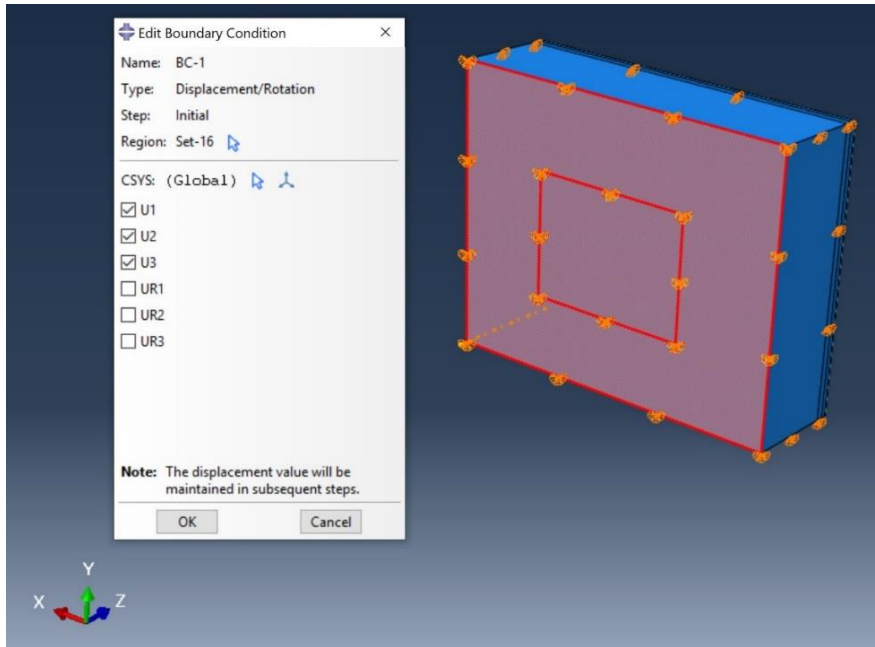 Edit Boundary Condition
Name: BC-1
Type: Displacement/Rotation
Step: Initial
Region: Set-16
CSYS: (Global)
U1
U2
U3
UR1
UR2
UR3
Note: The displacement value will be
maintained in subsequent steps.
OK Cancel
Y
X Z